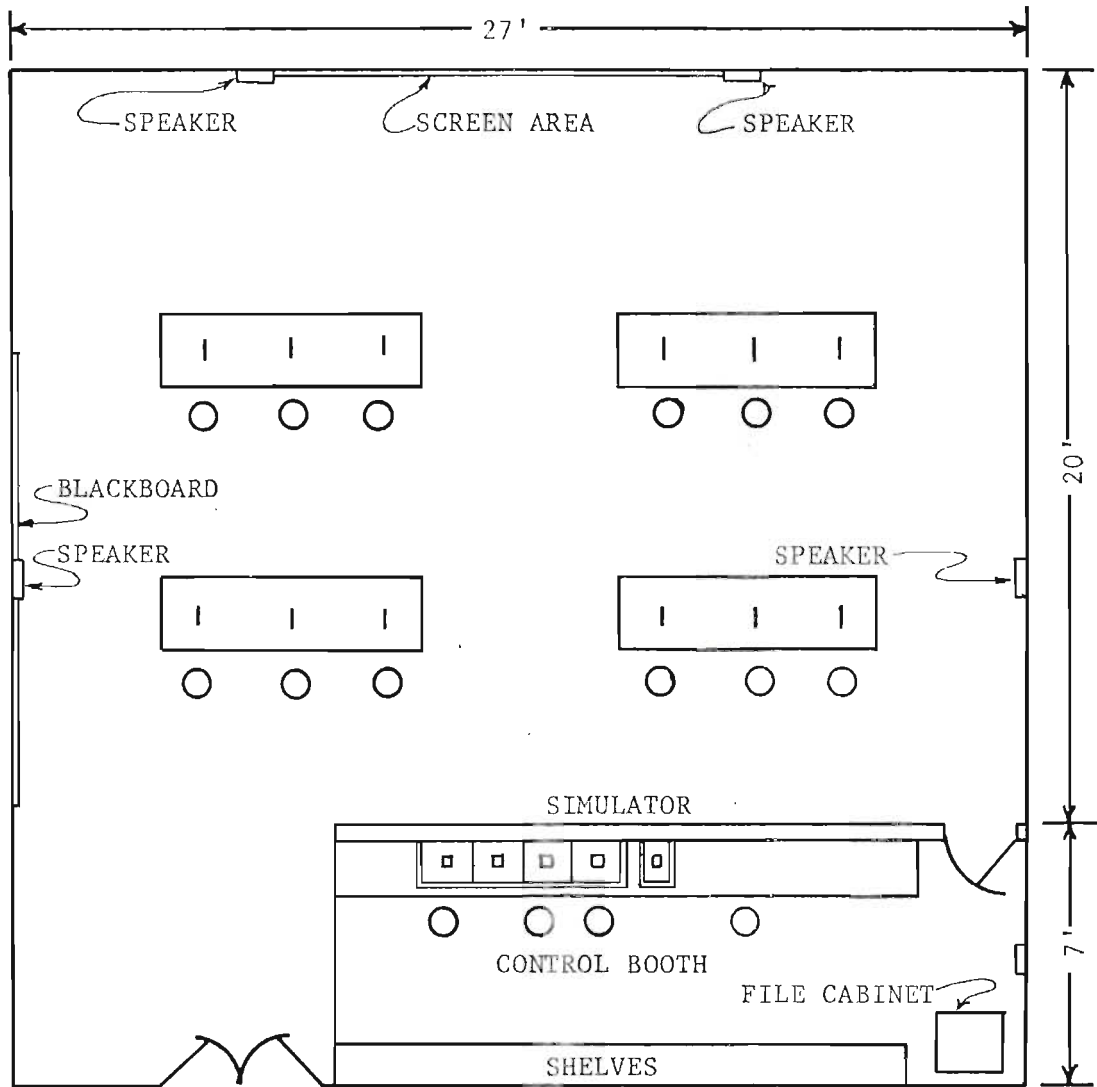 27'
SPEAKER
SCREEN AREA
SPEAKER
BLACKBOARD
SPEAKER
SPEAKER
20'
SIMULATOR
CONTROL BOOTH
7'
FILE CABINET
SHELVES